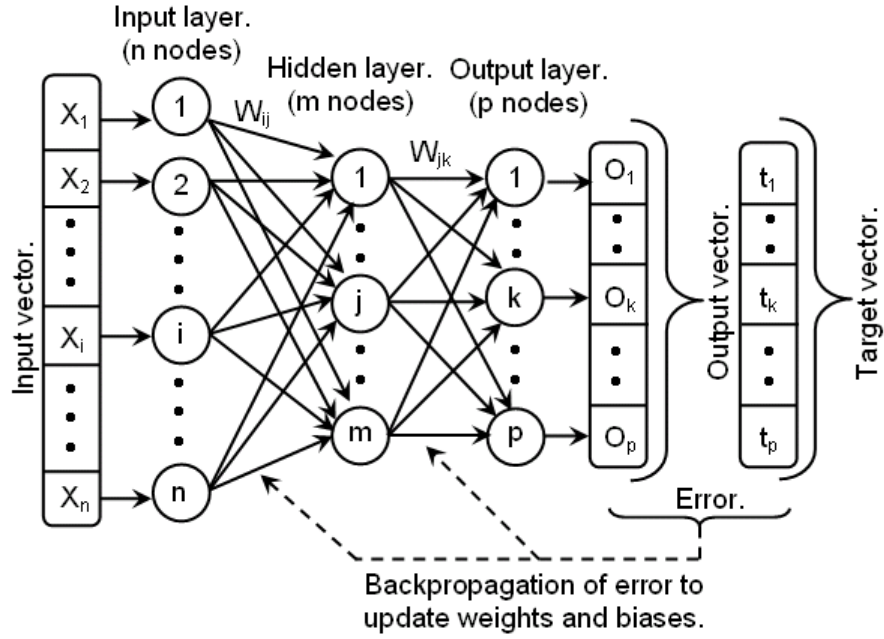 Input layer.
(n nodes)
Hidden layer.
(m nodes)
Output layer.
(p nodes)
Input vector.
X1
X2
Xi
Xn
1
2
i
n
Wij
1
j
m
Wjk
1
k
p
O1
Ok
Op
Output vector.
t1
tk
tp
Target vector.
Error.
Backpropagation of error to
update weights and biases.